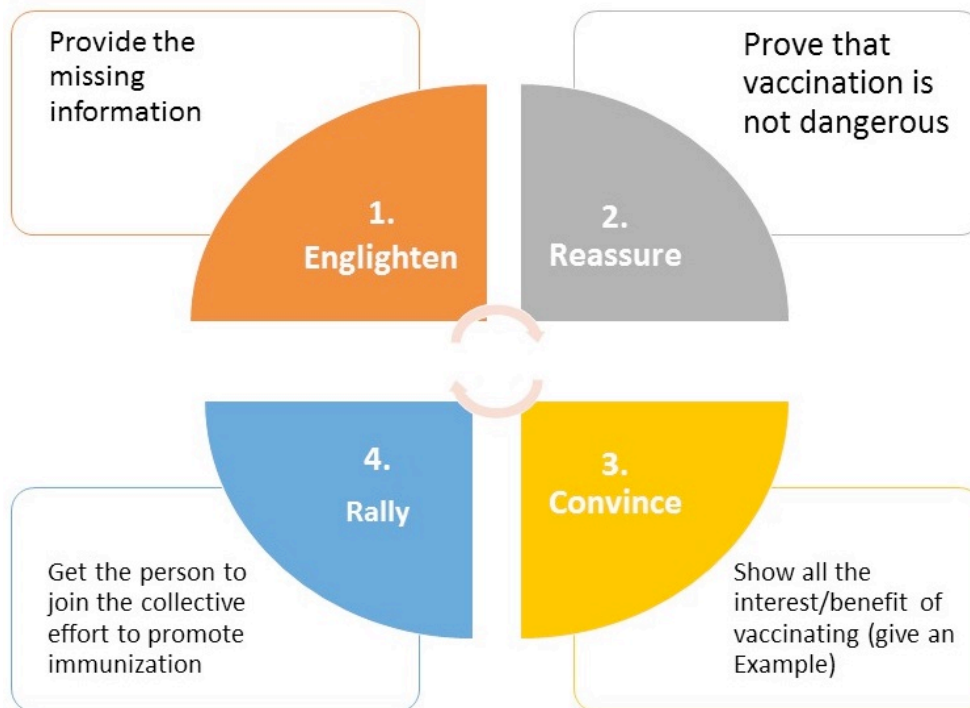 Provide the
missing
information
Prove that
vaccination is
not dangerous
1.
Englighten
2.
Reassure
4.
Rally
3.
Convince
Get the person to
join the collective
effort to promote
immunization
Show all the
interest/benefit of
vaccinating (give an
Example)